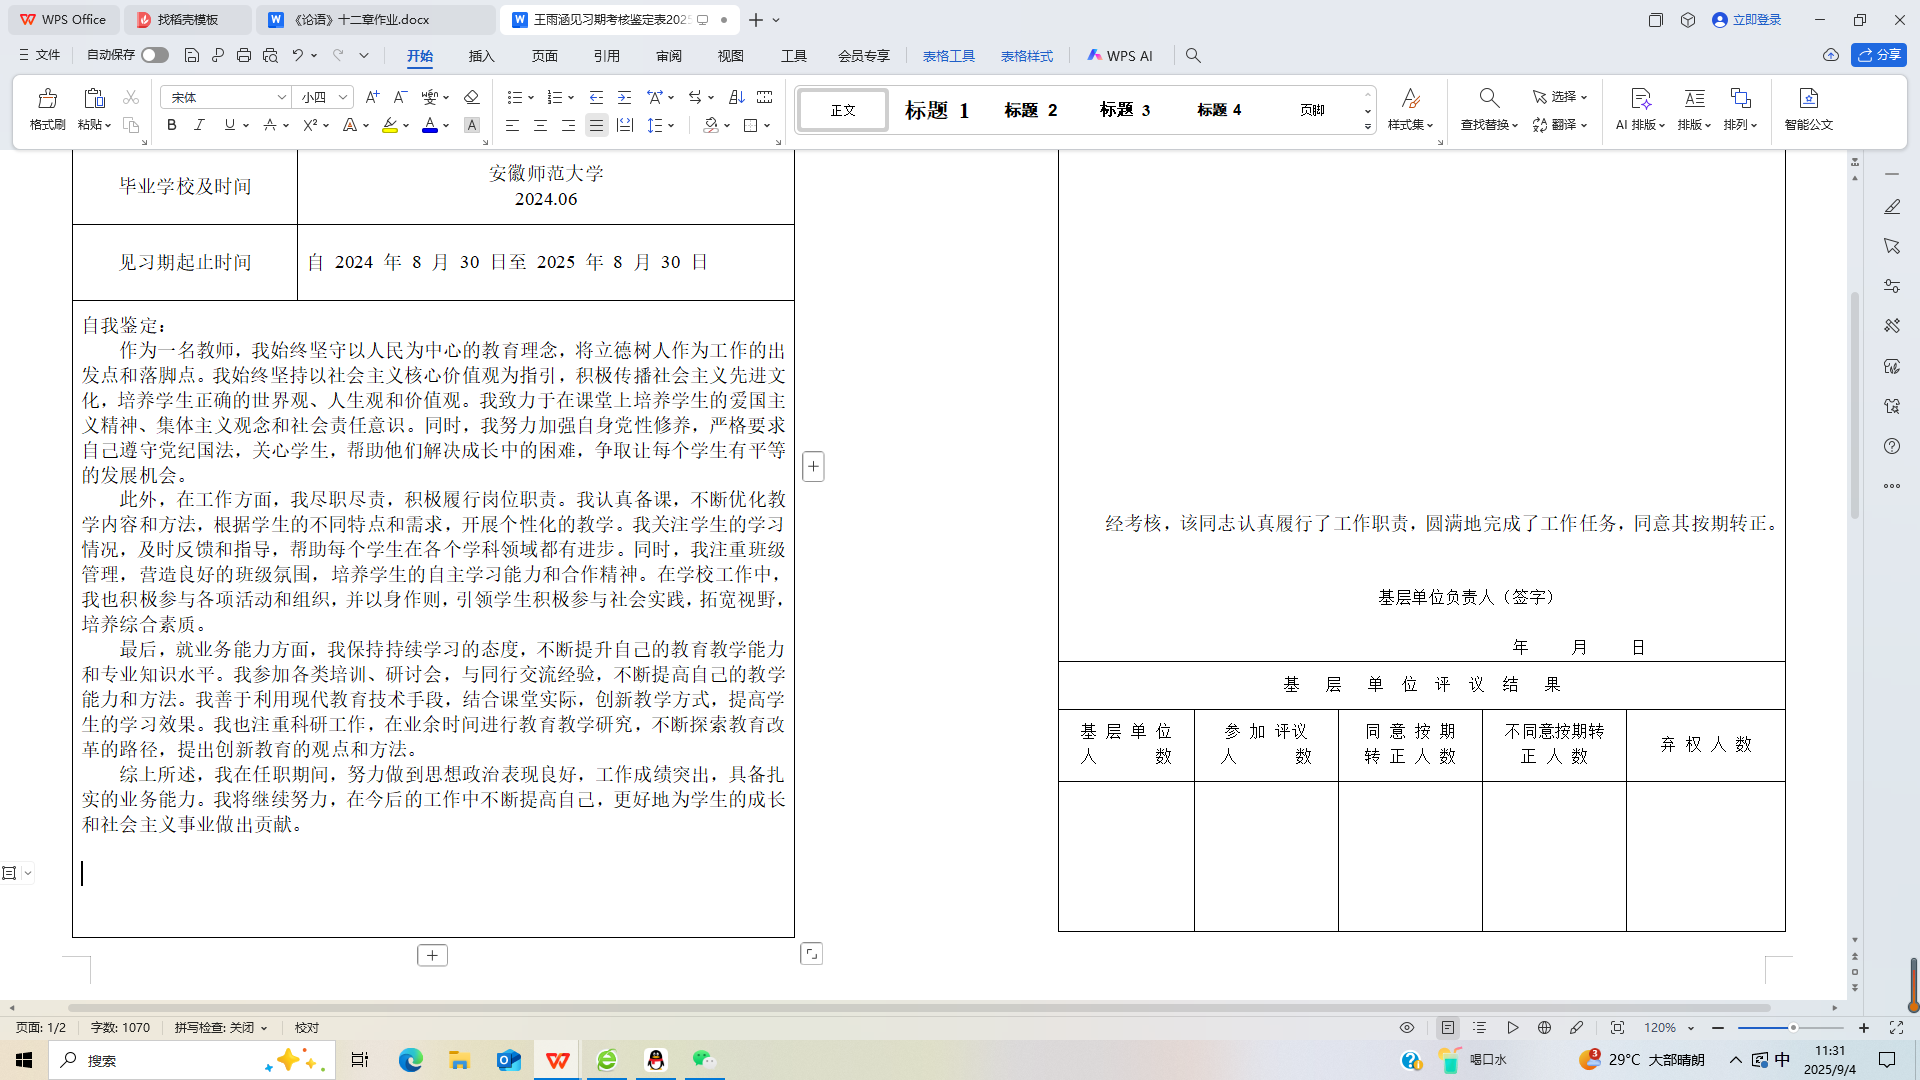 WPS Office
找稻壳模板
《论语》十二章作业.docx
王雨涵见习期考核鉴定表2025
立即登录
文件
自动保存
开始
插入
页面
引用
审阅
视图
工具
会员专享
表格工具
表格样式
WPS AI
分享
格式刷
粘贴
宋体
小四
正文
标题 1
标题 2
标题 3
标题 4
页脚
样式集
查找替换
选择
翻译
AI 排版
排版
排列
智能公文
毕业学校及时间
安徽师范大学
2024.06
见习期起止时间
自 2024 年 8 月 30 日至 2025 年 8 月 30 日
自我鉴定：
作为一名教师，我始终坚守以人民为中心的教育理念，将立德树人作为工作的出
发点和落脚点。我始终坚持以社会主义核心价值观为指引，积极传播社会主义先进文
化，培养学生正确的世界观、人生观和价值观。我致力于在课堂上培养学生的爱国主
义精神、集体主义观念和社会责任意识。同时，我努力加强自身党性修养，严格要求
自己遵守党纪国法，关心学生，帮助他们解决成长中的困难，争取让每个学生有平等
的发展机会。
此外，在工作方面，我尽职尽责，积极履行岗位职责。我认真备课，不断优化教
学内容和方法，根据学生的不同特点和需求，开展个性化的教学。我关注学生的学习
情况，及时反馈和指导，帮助每个学生在各个学科领域都有进步。同时，我注重班级
管理，营造良好的班级氛围，培养学生的自主学习能力和合作精神。在学校工作中，
我也积极参与各项活动和组织，并以身作则，引领学生积极参与社会实践，拓宽视野，
培养综合素质。
最后，就业务能力方面，我保持持续学习的态度，不断提升自己的教育教学能力
和专业知识水平。我参加各类培训、研讨会，与同行交流经验，不断提高自己的教学
能力和方法。我善于利用现代教育技术手段，结合课堂实际，创新教学方式，提高学
生的学习效果。我也注重科研工作，在业余时间进行教育教学研究，不断探索教育改
革的路径，提出创新教育的观点和方法。
综上所述，我在任职期间，努力做到思想政治表现良好，工作成绩突出，具备扎
实的业务能力。我将继续努力，在今后的工作中不断提高自己，更好地为学生的成长
和社会主义事业做出贡献。
经考核，该同志认真履行了工作职责，圆满地完成了工作任务，同意其按期转正。
基层单位负责人（签字）
年 月 日
基 层 单 位 评 议 结 果
基 层 单 位
人 数
参 加 评议
人 数
同 意 按 期
转 正 人 数
不同意按期转
正 人 数
弃 权 人 数
页面: 1/2
字数: 1070
拼写检查: 关闭
校对
120%
搜索
喝口水
3
29°C 大部晴朗
中
11:31
2025/9/4